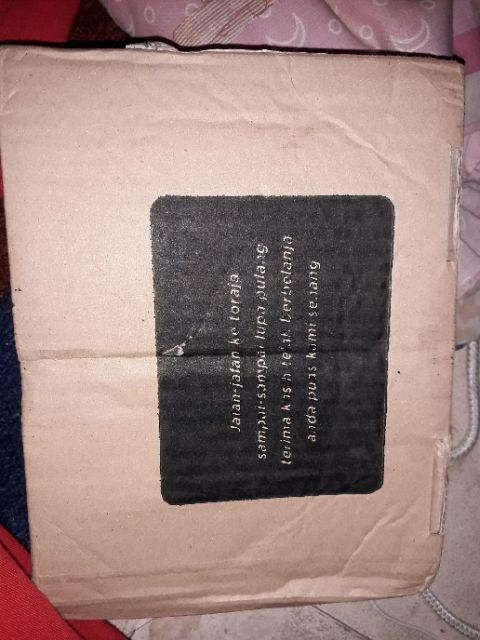 Jalan-jalan ke toraja
sampai-sampai lupa pulang
terima kasih telah berbelanja
anda puas kami senang